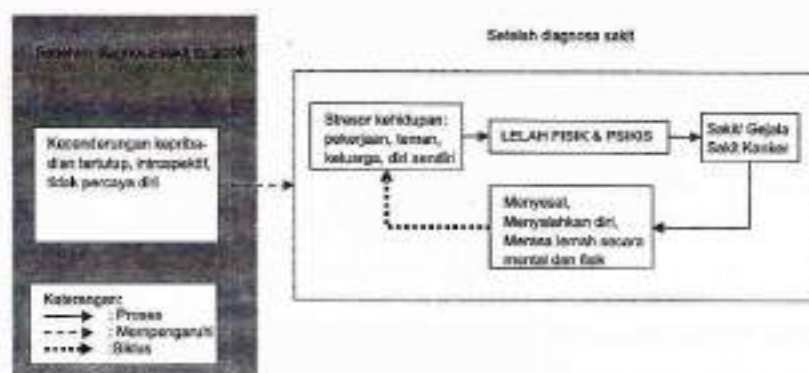 Setelah diagnosa sakit
Kecenderungan kepriba-
dian tertutup, introspektif,
tidak percaya diri
Stresor kehidupan:
pekerjaan, teman,
keluarga, diri sendiri
LELAH FISIK & PSIKIS
Sakit/ Gejala
Sakit Kanker
Menyesal,
Menyalahkan diri,
Merasa lemah secara
mental dan fisik
Keterangan:
: Proses
: Mempengaruhi
: Siklus